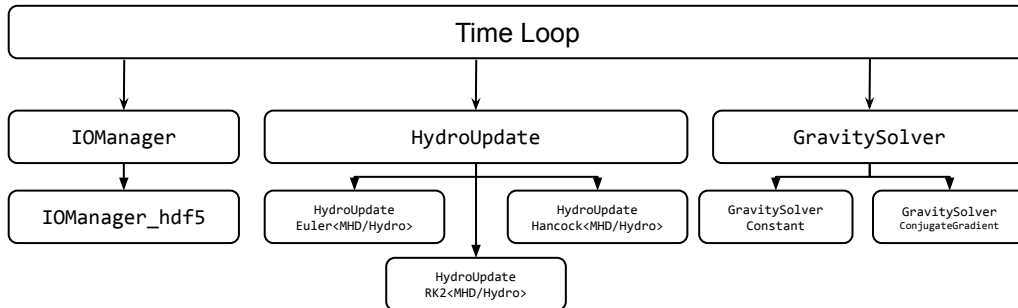 Time Loop
IOManager
HydroUpdate
GravitySolver
IOManager_hdf5
HydroUpdate
Euler<MHD/Hydro>
HydroUpdate
Hancock<MHD/Hydro>
GravitySolver
Constant
GravitySolver
ConjugateGradient
HydroUpdate
RK2<MHD/Hydro>